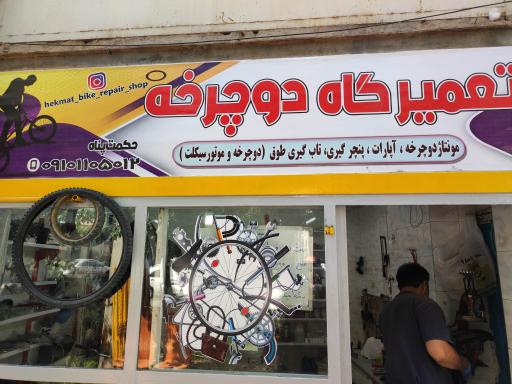 تعمیرگاه دوچرخه
hekmat_bike_repair_shop
مونتاژ دوچرخه ، آپارات ، پنچر گیری، تاب گیری طوق (دوچرخه و موتورسیکلت)
حکمت پناه
۰۹۱۰۱۱۰۵۰۱۲